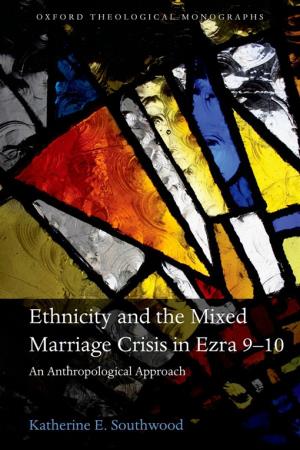 OXFORD THEOLOGICAL MONOGRAPHS
Ethnicity and the Mixed
Marriage Crisis in Ezra 9–10
An Anthropological Approach
Katherine E. Southwood